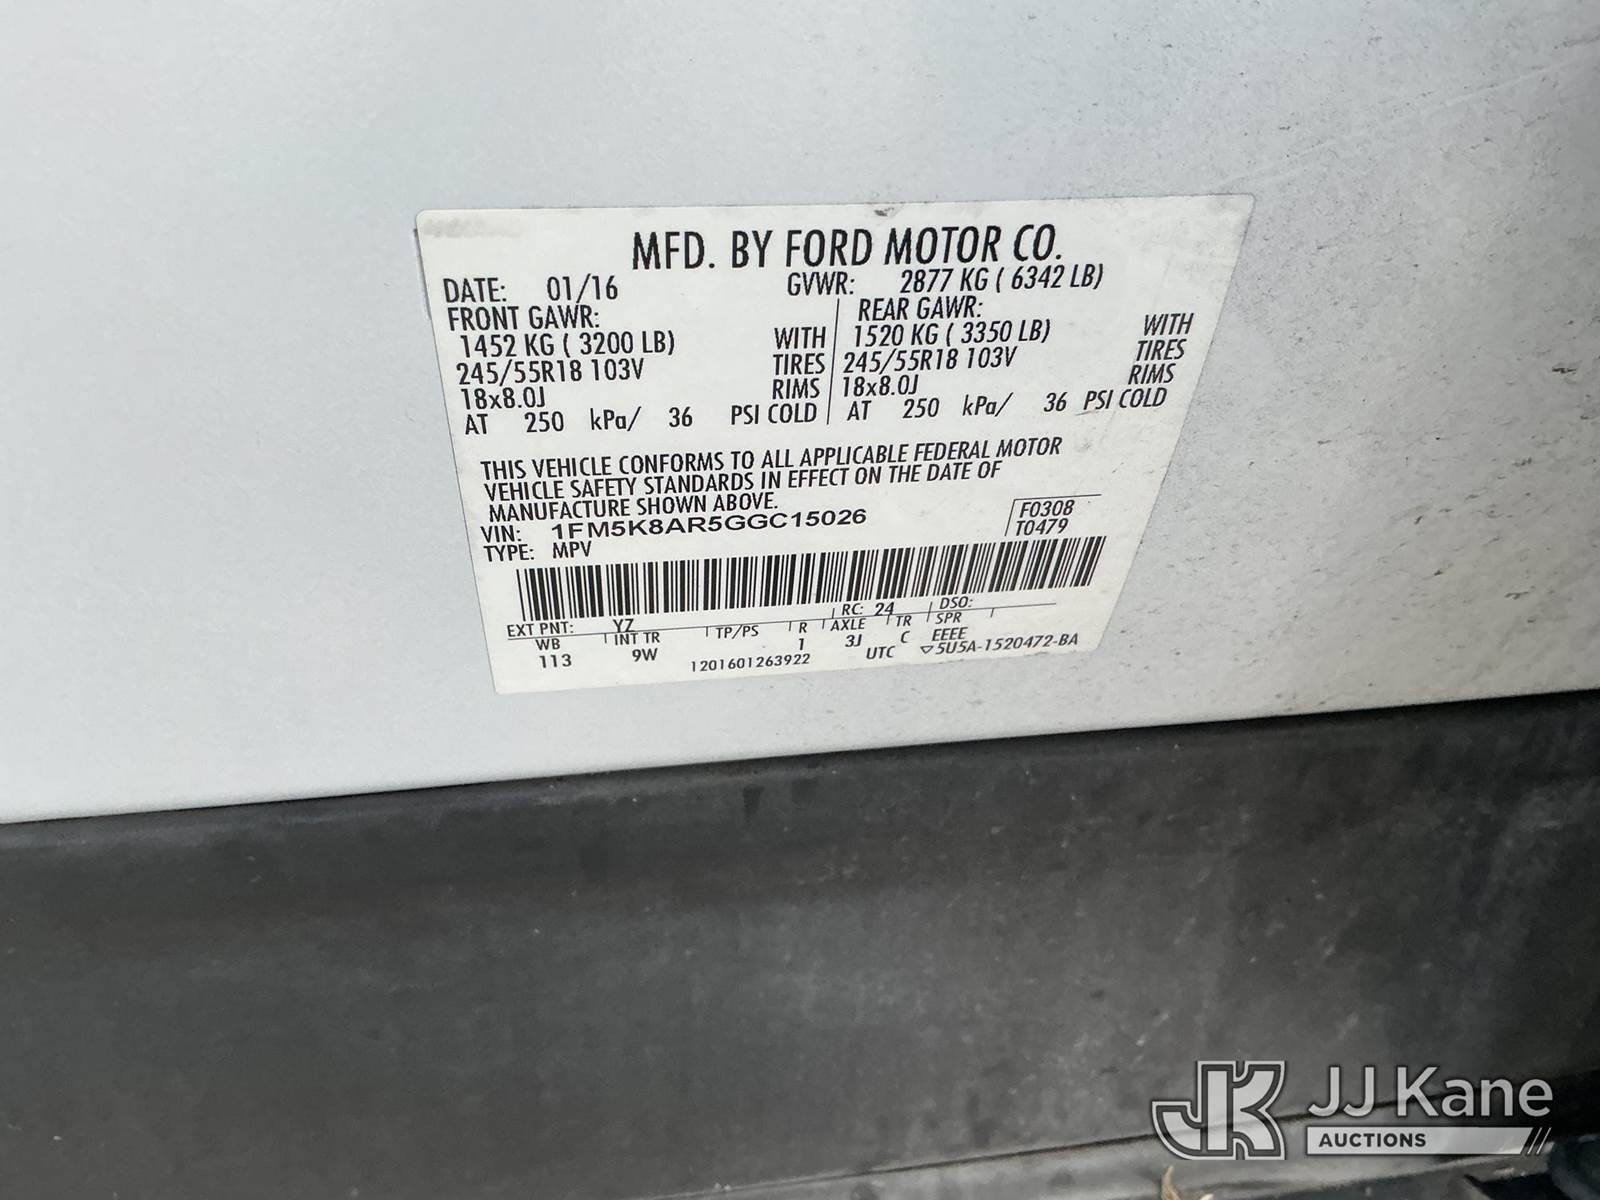 MFD. BY FORD MOTOR CO.
DATE: 01/16 GVWR: 2877 KG ( 6342 LB)
FRONT GAWR: REAR GAWR:
1452 KG ( 3200 LB) WITH 1520 KG ( 3350 LB) WITH
245/55R18 103V TIRES 245/55R18 103V TIRES
18x8.0J RIMS 18x8.0J RIMS
AT 250 kPa/ 36 PSI COLD AT 250 kPa/ 36 PSI COLD
THIS VEHICLE CONFORMS TO ALL APPLICABLE FEDERAL MOTOR
VEHICLE SAFETY STANDARDS IN EFFECT ON THE DATE OF
MANUFACTURE SHOWN ABOVE.
VIN: 1FM5K8AR5GGC15026 F0308
TYPE: MPV T0479
EXT PNT: YZ RC: 24 DSO:
WB INT TR TP/PS R AXLE TR SPR
113 9W 1 3J C EEEE
1201601263922 UTC ▽5U5A-1520472-BA
JK JJ Kane
AUCTIONS